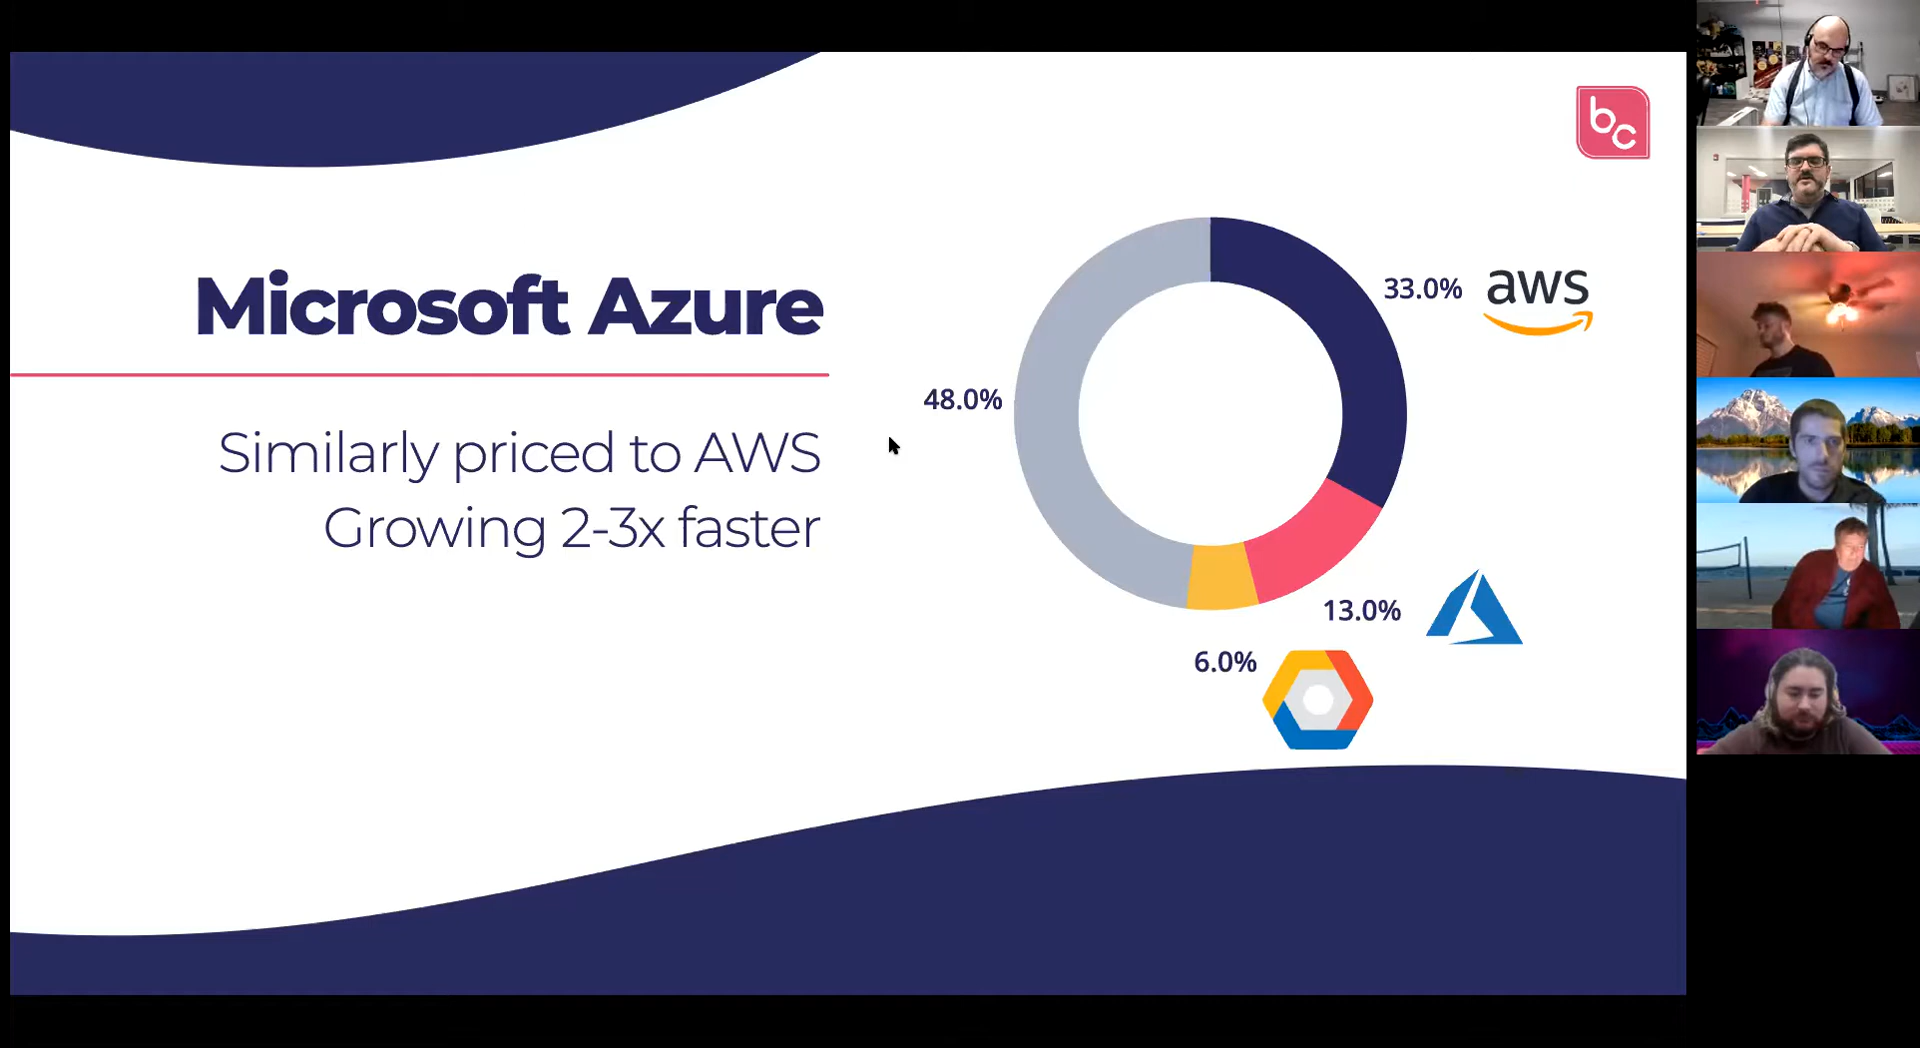 bc
Microsoft Azure
Similarly priced to AWS
Growing 2-3x faster
33.0%
aws
48.0%
13.0%
6.0%